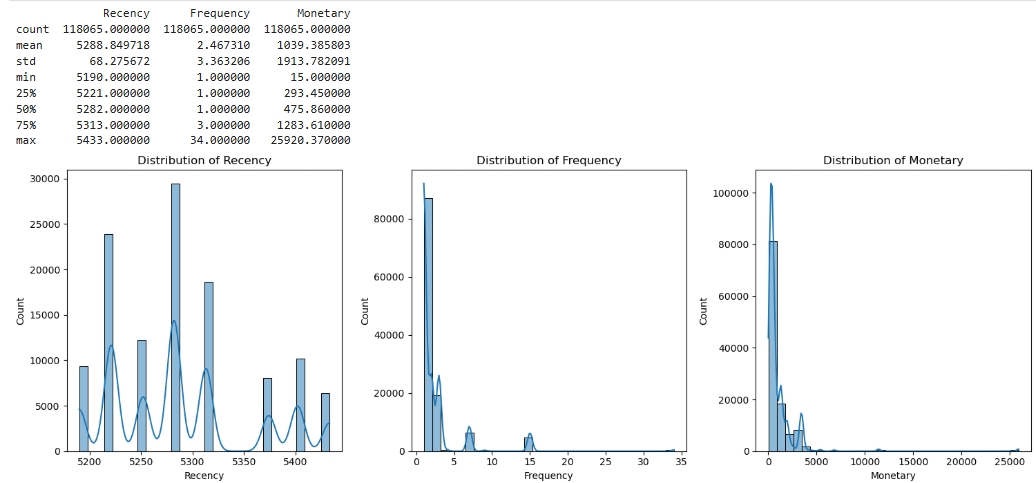 Recency Frequency Monetary
count 118065.000000 118065.000000 118065.000000
mean 5288.849718 2.467310 1039.385803
std 68.275672 3.363206 1913.782091
min 5190.000000 1.000000 15.000000
25% 5221.000000 1.000000 293.450000
50% 5282.000000 1.000000 475.860000
75% 5313.000000 3.000000 1283.610000
max 5433.000000 34.000000 25920.370000
Distribution of Recency
30000
25000
20000
15000
10000
5000
0
Count
5200 5250 5300 5350 5400
Recency
Distribution of Frequency
80000
60000
40000
20000
0
Count
0 5 10 15 20 25 30 35
Frequency
Distribution of Monetary
100000
80000
60000
40000
20000
0
Count
0 5000 10000 15000 20000 25000
Monetary